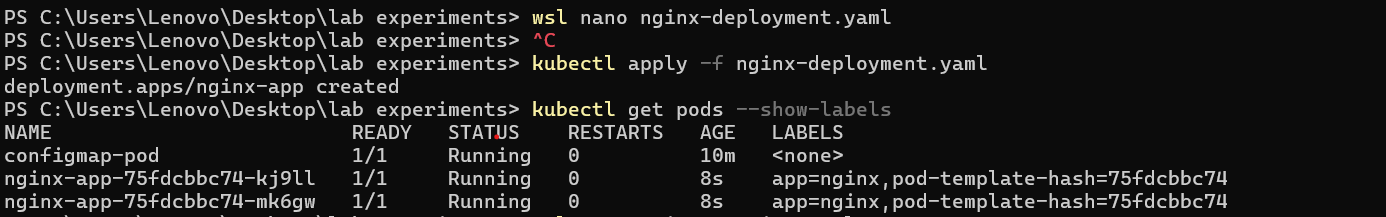 PS C:\Users\Lenovo\Desktop\lab experiments> wsl nano nginx-deployment.yaml
PS C:\Users\Lenovo\Desktop\lab experiments> ^C
PS C:\Users\Lenovo\Desktop\lab experiments> kubectl apply -f nginx-deployment.yaml
deployment.apps/nginx-app created
PS C:\Users\Lenovo\Desktop\lab experiments> kubectl get pods --show-labels
NAME READY STATUS RESTARTS AGE LABELS
configmap-pod 1/1 Running 0 10m <none>
nginx-app-75fdcbbc74-kj9ll 1/1 Running 0 8s app=nginx,pod-template-hash=75fdcbbc74
nginx-app-75fdcbbc74-mk6gw 1/1 Running 0 8s app=nginx,pod-template-hash=75fdcbbc74